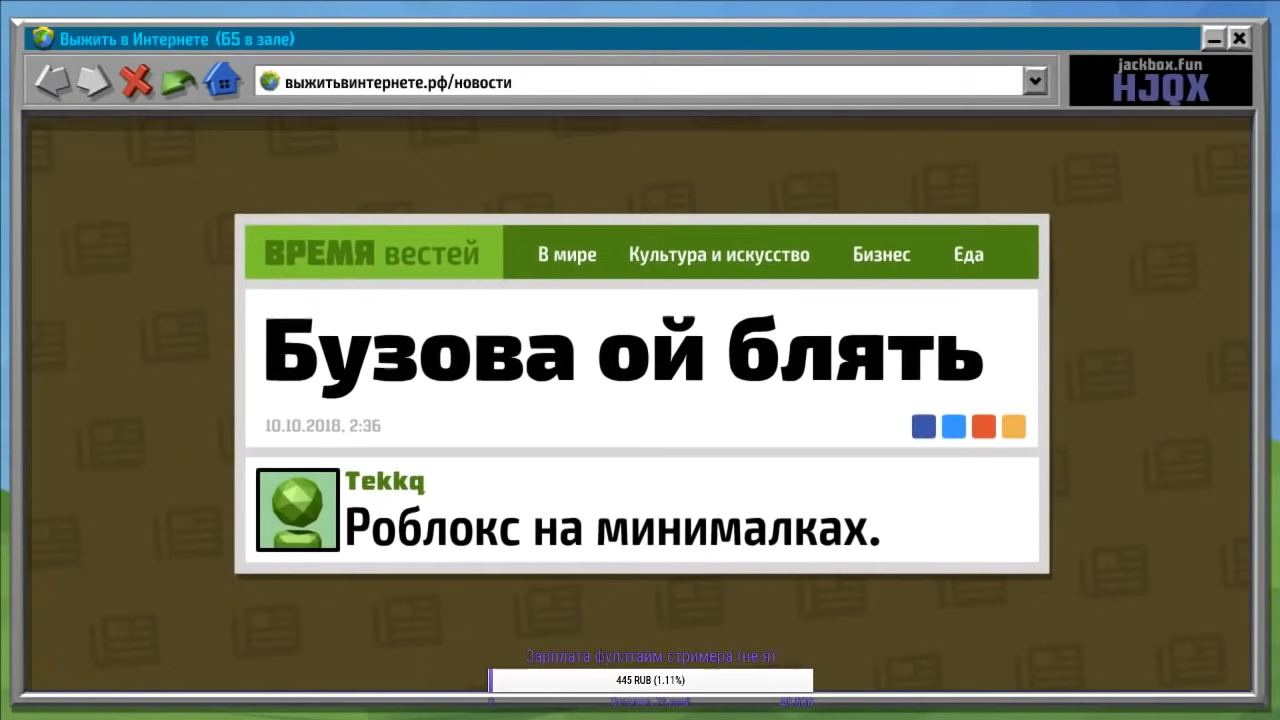 Выжить в Интернете (Б5 в зале)
выжитьвинтернете.рф/новости
jackbox.fun
HJQX
ВРЕМЯ вестей
В мире Культура и искусство Бизнес Еда
Бузова ой блять
10.10.2018, 2:36
Tekkq
Роблокс на минималках.
Зарплата фуллтайм стримера (не я)
445 RUB (1.11%)